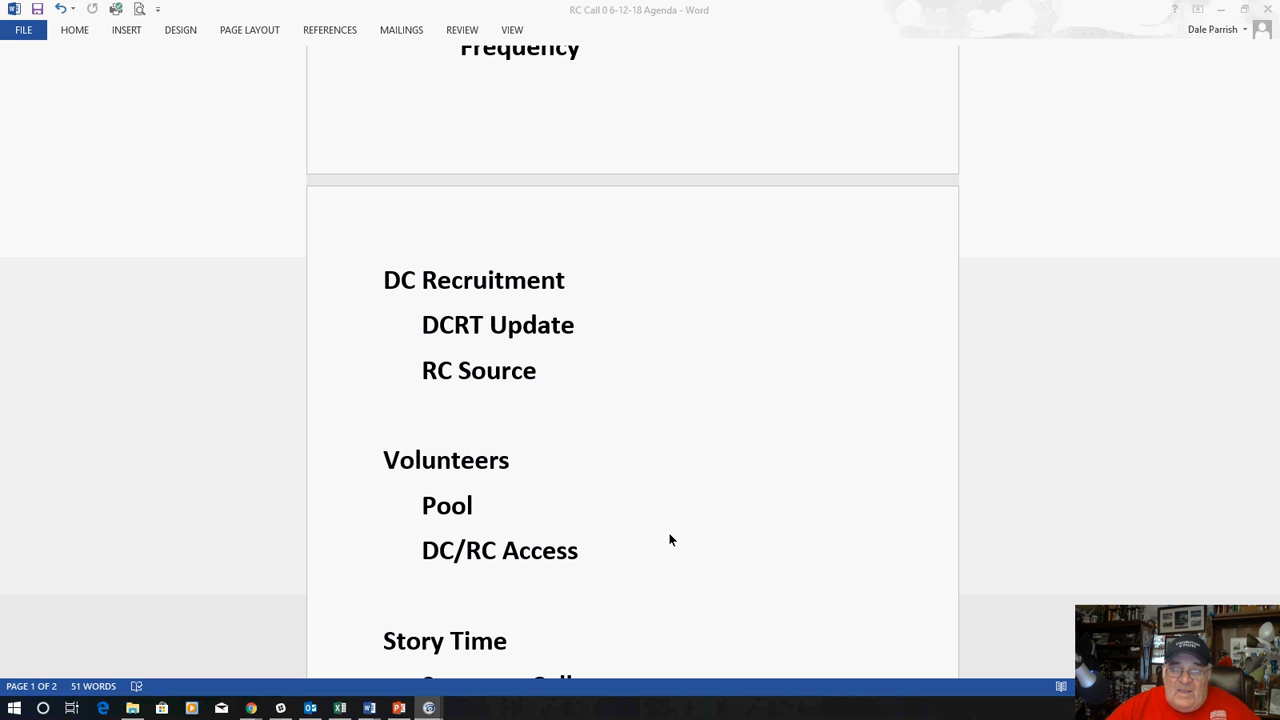 RC Call 0 6-12-18 Agenda - Word
FILE HOME INSERT DESIGN PAGE LAYOUT REFERENCES MAILINGS REVIEW VIEW
Dale Parrish
Frequency
DC Recruitment
DCRT Update
RC Source
Volunteers
Pool
DC/RC Access
Story Time
PAGE 1 OF 2 51 WORDS